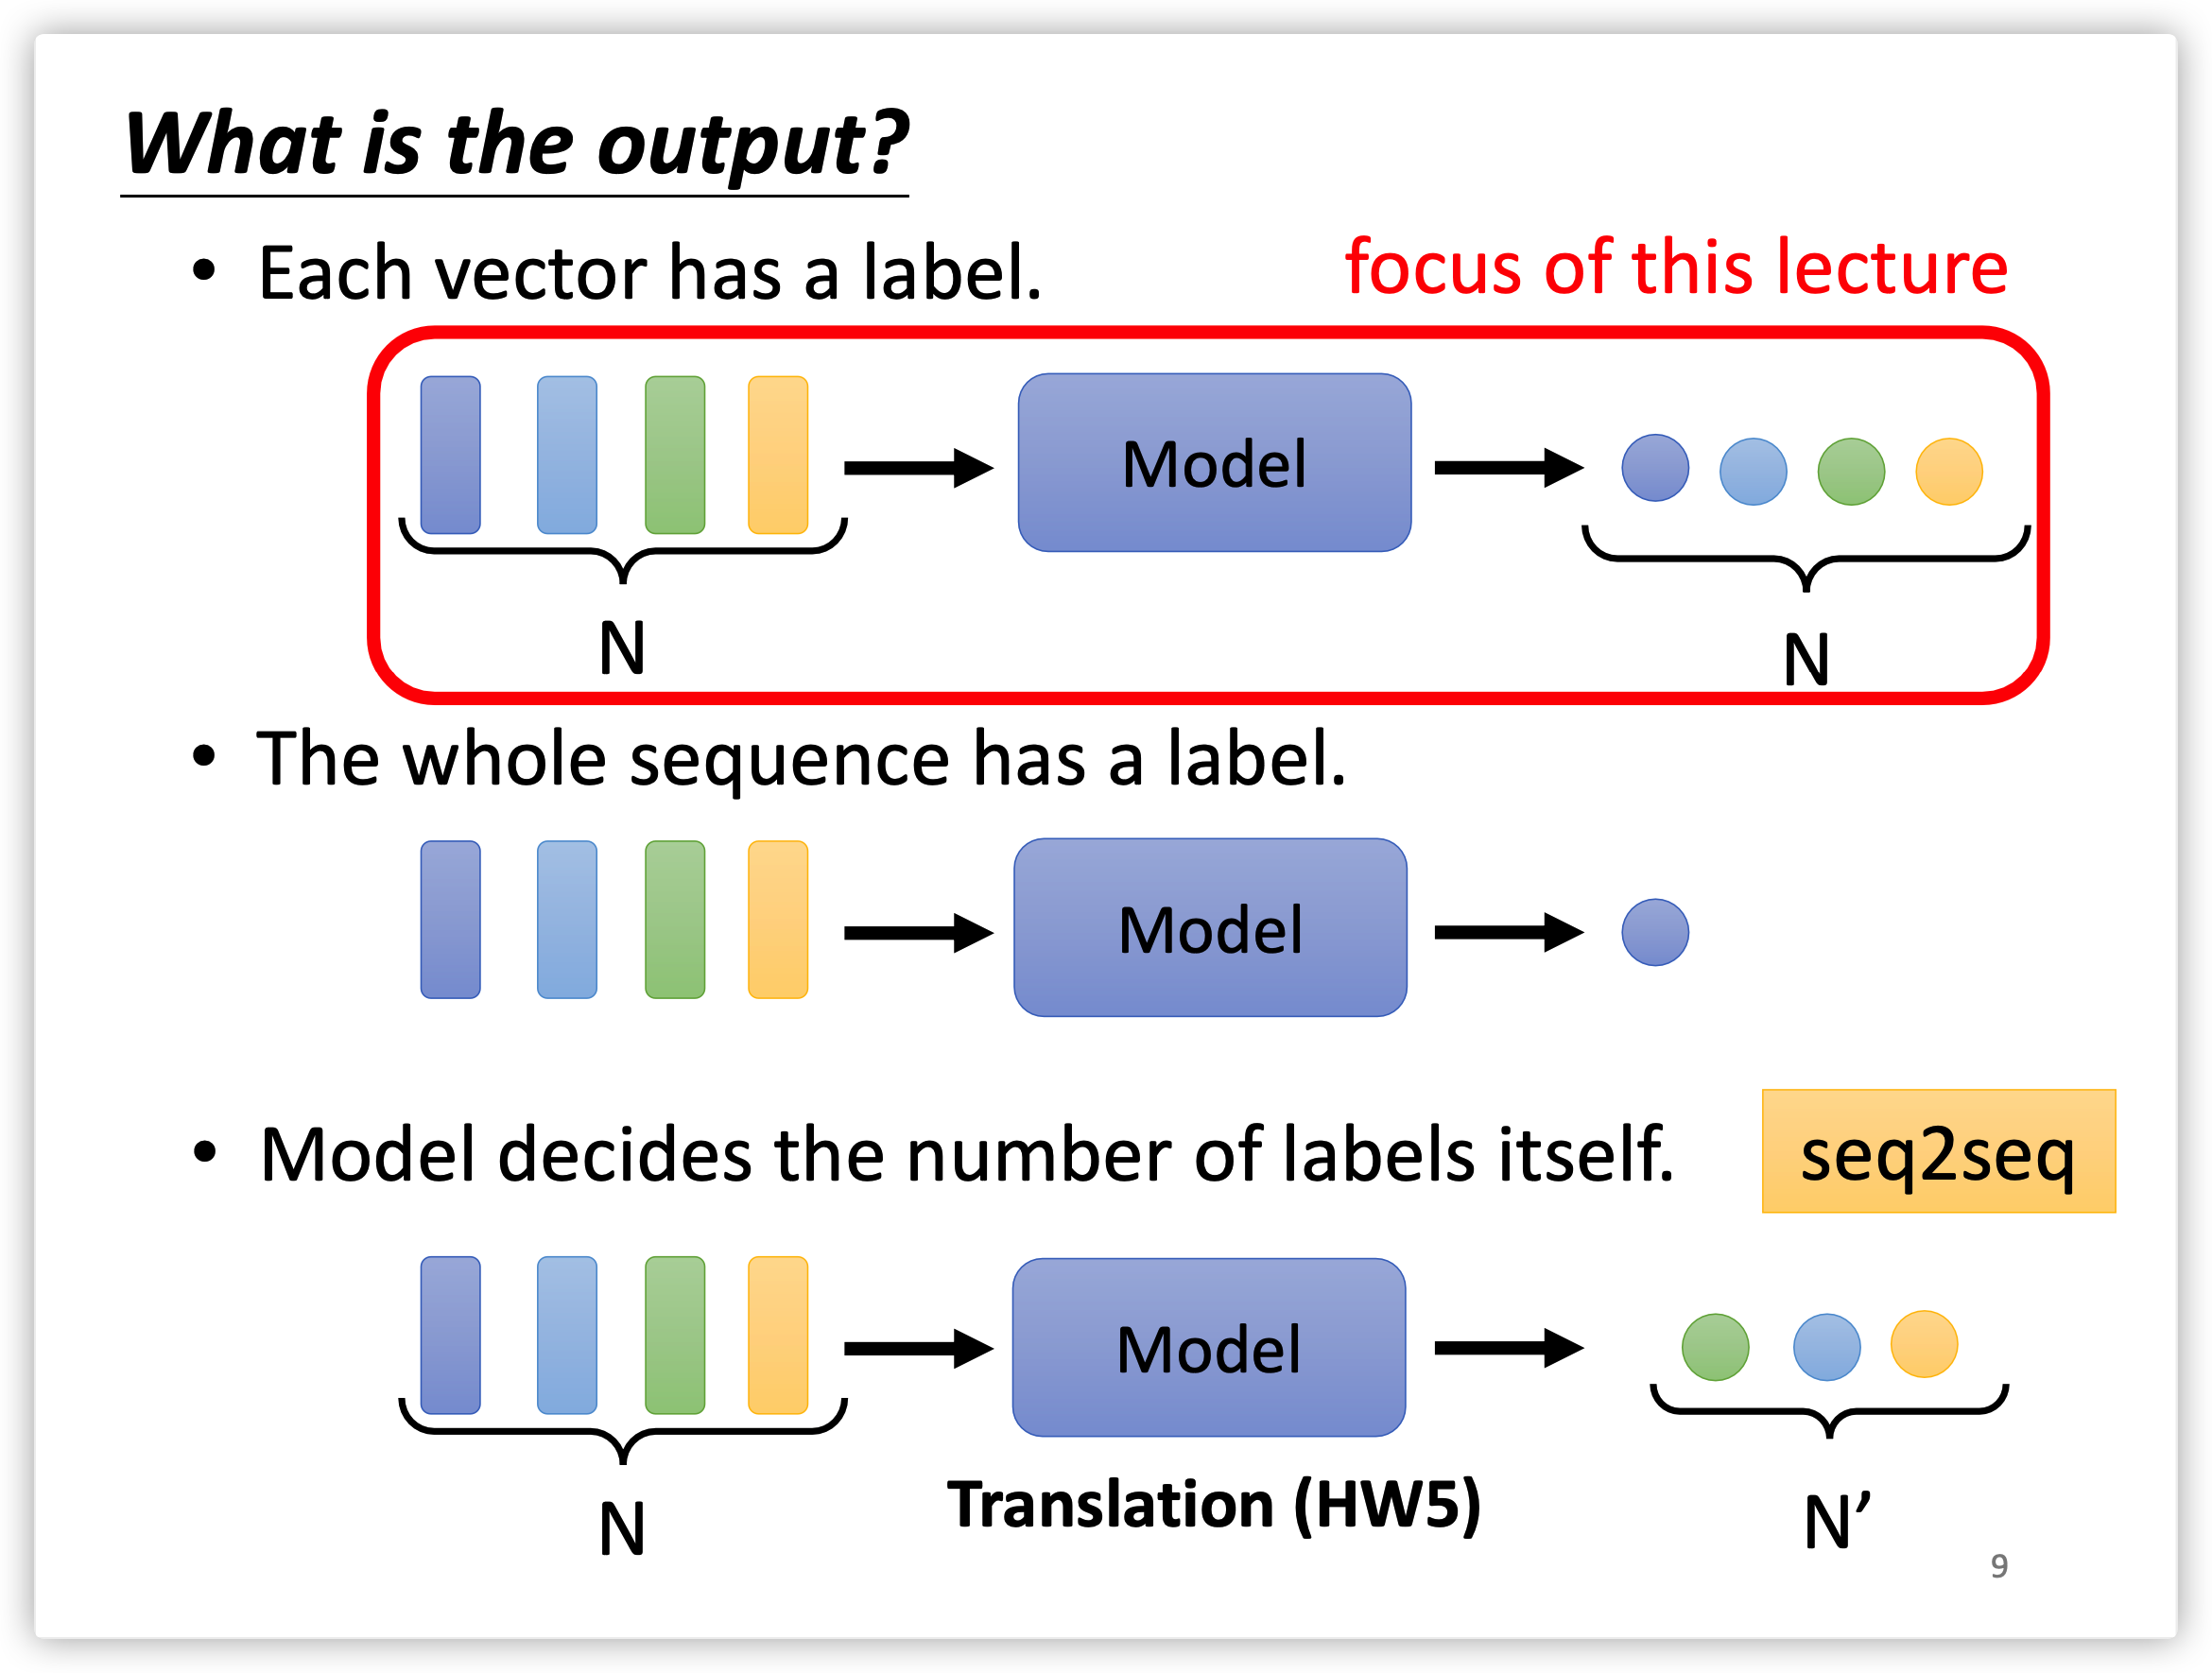 What is the output?
• Each vector has a label.
focus of this lecture
Model
N
N
• The whole sequence has a label.
Model
• Model decides the number of labels itself.
seq2seq
Model
N
Translation (HW5)
N’
9